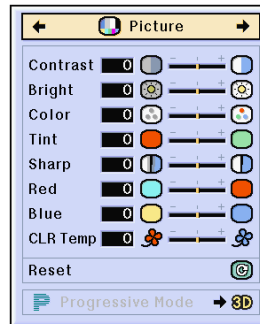 Picture
Contrast 0
Bright 0
Color 0
Tint 0
Sharp 0
Red 0
Blue 0
CLR Temp 0
Reset
P Progressive Mode 3D